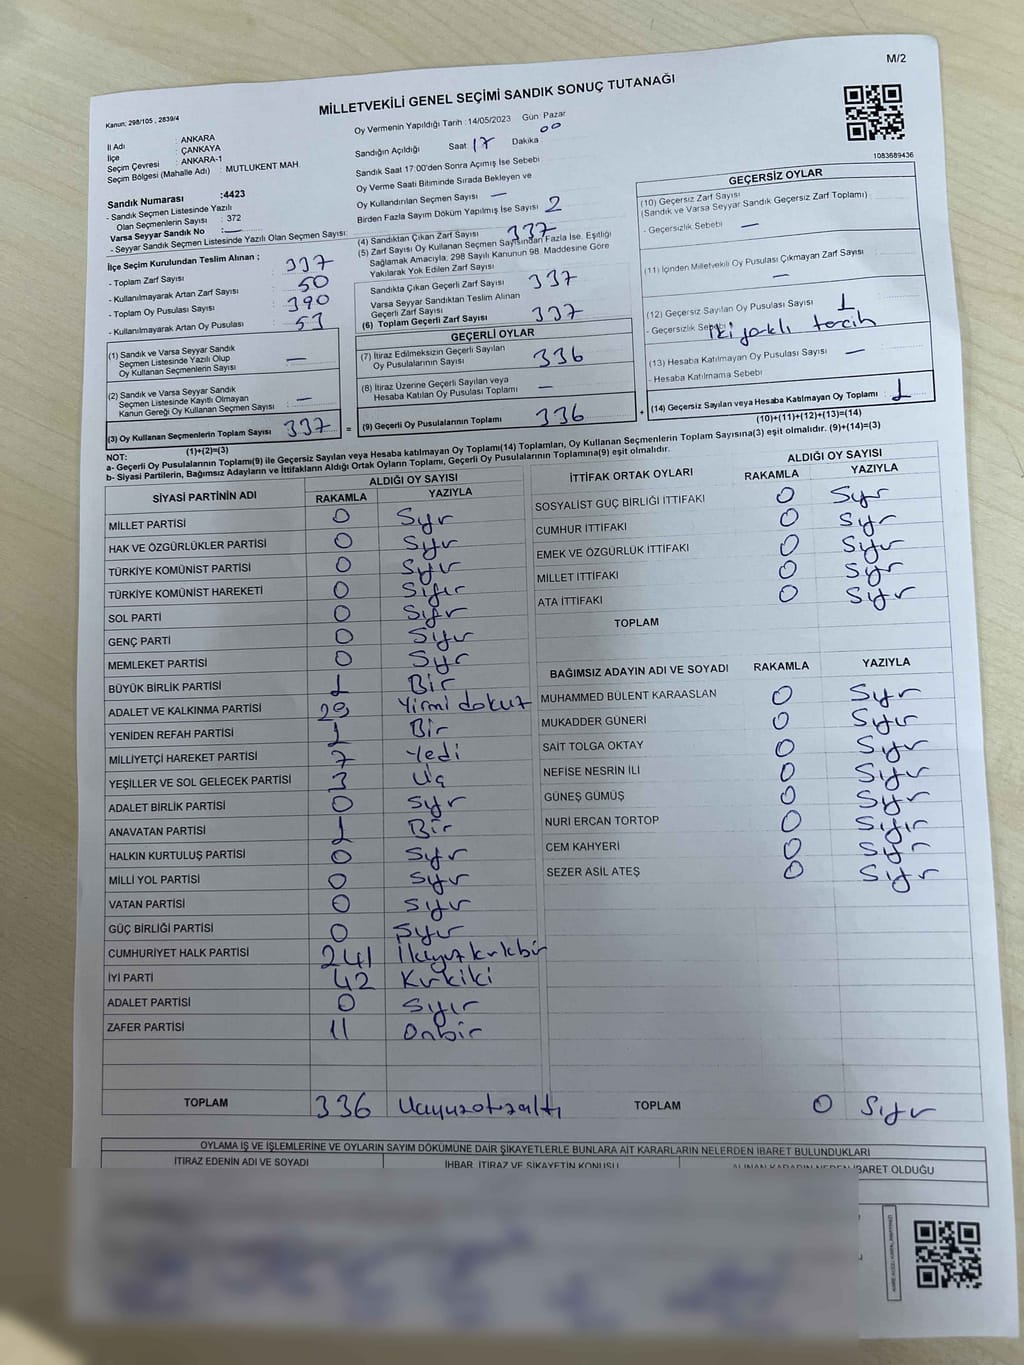 M/2
MİLLETVEKİLİ GENEL SEÇİMİ SANDIK SONUÇ TUTANAĞI
Kanun: 298/105 , 2839/4
İl Adı : ANKARA
İlçe : ÇANKAYA
Seçim Çevresi : ANKARA-1
Seçim Bölgesi (Mahalle Adı) : MUTLUKENT MAH.
Oy Vermenin Yapıldığı Tarih : 14/05/2023 Gün Pazar
Sandığın Açıldığı Saat 17 Dakika 00
Sandık Saat 17:00'den Sonra Açımış İse Sebebi
Oy Verme Saati Bitiminde Sırada Bekleyen ve
Oy Kullandırılan Seçmen Sayısı —
Birden Fazla Sayım Döküm Yapılmış İse Sayısı 2
1083689436
Sandık Numarası :4423
- Sandık Seçmen Listesinde Yazılı
Olan Seçmenlerin Sayısı : 372
Varsa Seyyar Sandık No : —
- Seyyar Sandık Seçmen Listesinde Yazılı Olan Seçmen Sayısı:
İlçe Seçim Kurulundan Teslim Alınan ;
- Toplam Zarf Sayısı : 337
- Kullanılmayarak Artan Zarf Sayısı : 50
- Toplam Oy Pusulası Sayısı : 390
- Kullanılmayarak Artan Oy Pusulası : 53
(1) Sandık ve Varsa Seyyar Sandık
Seçmen Listesinde Yazılı Olup
Oy Kullanan Seçmenlerin Sayısı —
(2) Sandık ve Varsa Seyyar Sandık
Seçmen Listesinde Kayıtlı Olmayan
Kanun Gereği Oy Kullanan Seçmen Sayısı : —
(3) Oy Kullanan Seçmenlerin Toplam Sayısı 337
(1)+(2)=(3)
(4) Sandıktan Çıkan Zarf Sayısı 337
(5) Zarf Sayısı Oy Kullanan Seçmen Sayısından Fazla İse. Eşitliği
Sağlamak Amacıyla. 298 Sayılı Kanunun 98. Maddesine Göre
Yakılarak Yok Edilen Zarf Sayısı
Sandıkta Çıkan Geçerli Zarf Sayısı 337
Varsa Seyyar Sandıktan Teslim Alınan
Geçerli Zarf Sayısı
(6) Toplam Geçerli Zarf Sayısı 337
GEÇERLİ OYLAR
(7) İtiraz Edilmeksizin Geçerli Sayılan
Oy Pusulalarının Sayısı 336
(8) İtiraz Üzerine Geçerli Sayılan veya
Hesaba Katılan Oy Pusulası Toplamı —
(9) Geçerli Oy Pusulalarının Toplamı 336
GEÇERSİZ OYLAR
(10) Geçersiz Zarf Sayısı
(Sandık ve Varsa Seyyar Sandık Geçersiz Zarf Toplamı)
- Geçersizlik Sebebi —
(11) İçinden Milletvekili Oy Pusulası Çıkmayan Zarf Sayısı
—
(12) Geçersiz Sayılan Oy Pusulası Sayısı 1
- Geçersizlik Sebebi İki farklı tercih
(13) Hesaba Katılmayan Oy Pusulası Sayısı —
- Hesaba Katılmama Sebebi
(14) Geçersiz Sayılan veya Hesaba Katılmayan Oy Toplamı : 1
(10)+(11)+(12)+(13)=(14)
NOT:
a- Geçerli Oy Pusulalarının Toplamı(9) ile Geçersiz Sayılan veya Hesaba katılmayan Oy Toplamı(14) Toplamları, Oy Kullanan Seçmenlerin Toplam Sayısına(3) eşit olmalıdır. (9)+(14)=(3)
b- Siyasi Partilerin, Bağımsız Adayların ve İttifakların Aldığı Ortak Oyların Toplamı, Geçerli Oy Pusulalarının Toplamına(9) eşit olmalıdır.
SİYASİ PARTİNİN ADI ALDIĞI OY SAYISI
RAKAMLA YAZIYLA
MİLLET PARTİSİ 0 Sıfır
HAK VE ÖZGÜRLÜKLER PARTİSİ 0 Sıfır
TÜRKİYE KOMÜNİST PARTİSİ 0 Sıfır
TÜRKİYE KOMÜNİST HAREKETİ 0 Sıfır
SOL PARTİ 0 Sıfır
GENÇ PARTİ 0 Sıfır
MEMLEKET PARTİSİ 0 Sıfır
BÜYÜK BİRLİK PARTİSİ 1 Bir
ADALET VE KALKINMA PARTİSİ 29 Yirmi dokuz
YENİDEN REFAH PARTİSİ 1 Bir
MİLLİYETÇİ HAREKET PARTİSİ 7 Yedi
YEŞİLLER VE SOL GELECEK PARTİSİ 3 Üç
ADALET BİRLİK PARTİSİ 0 Sıfır
ANAVATAN PARTİSİ 1 Bir
HALKIN KURTULUŞ PARTİSİ 0 Sıfır
MİLLİ YOL PARTİSİ 0 Sıfır
VATAN PARTİSİ 0 Sıfır
GÜÇ BİRLİĞİ PARTİSİ 0 Sıfır
CUMHURİYET HALK PARTİSİ 241 İkiyüzkırkbir
İYİ PARTİ 42 Kırkiki
ADALET PARTİSİ 0 Sıfır
ZAFER PARTİSİ 11 Onbir
TOPLAM 336 Üçyüzotuzaltı
İTTİFAK ORTAK OYLARI ALDIĞI OY SAYISI
RAKAMLA YAZIYLA
SOSYALİST GÜÇ BİRLİĞİ İTTİFAKI 0 Sıfır
CUMHUR İTTİFAKI 0 Sıfır
EMEK VE ÖZGÜRLÜK İTTİFAKI 0 Sıfır
MİLLET İTTİFAKI 0 Sıfır
ATA İTTİFAKI 0 Sıfır
TOPLAM
BAĞIMSIZ ADAYIN ADI VE SOYADI RAKAMLA YAZIYLA
MUHAMMED BÜLENT KARAASLAN 0 Sıfır
MUKADDER GÜNERİ 0 Sıfır
SAİT TOLGA OKTAY 0 Sıfır
NEFİSE NESRİN İLİ 0 Sıfır
GÜNEŞ GÜMÜŞ 0 Sıfır
NURİ ERCAN TORTOP 0 Sıfır
CEM KAHYERİ 0 Sıfır
SEZER ASİL ATEŞ 0 Sıfır
TOPLAM 0 Sıfır
OYLAMA İŞ VE İŞLEMLERİNE VE OYLARIN SAYIM DÖKÜMÜNE DAİR ŞİKAYETLERLE BUNLARA AİT KARARLARIN NELERDEN İBARET BULUNDUKLARI
İTİRAZ EDENİN ADI VE SOYADI İHBAR, İTİRAZ VE ŞİKAYETİN KONUSU ALINAN KARARIN NEDEN İBARET OLDUĞU